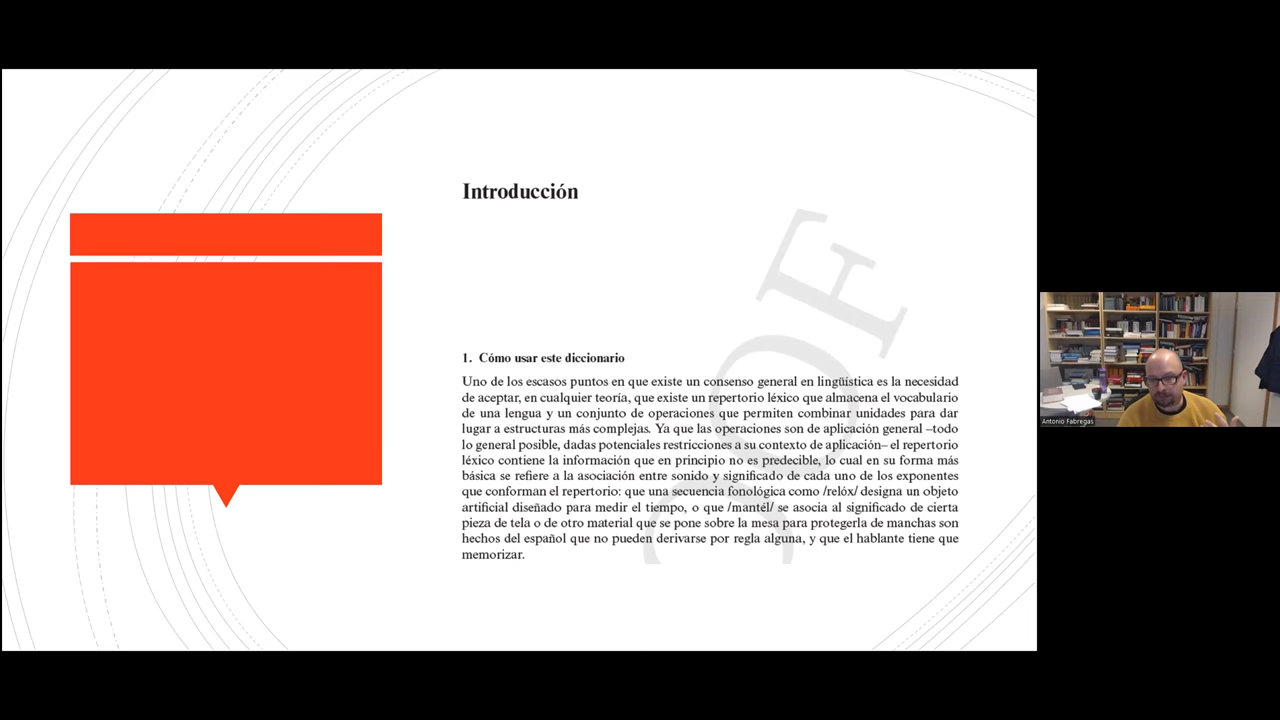 Introducción
1. Cómo usar este diccionario
Uno de los escasos puntos en que existe un consenso general en lingüística es la necesidad
de aceptar, en cualquier teoría, que existe un repertorio léxico que almacena el vocabulario
de una lengua y un conjunto de operaciones que permiten combinar unidades para dar
lugar a estructuras más complejas. Ya que las operaciones son de aplicación general –todo
lo general posible, dadas potenciales restricciones a su contexto de aplicación– el repertorio
léxico contiene la información que en principio no es predecible, lo cual en su forma más
básica se refiere a la asociación entre sonido y significado de cada uno de los exponentes
que conforman el repertorio: que una secuencia fonológica como /relóx/ designa un objeto
artificial diseñado para medir el tiempo, o que /mantél/ se asocia al significado de cierta
pieza de tela o de otro material que se pone sobre la mesa para protegerla de manchas son
hechos del español que no pueden derivarse por regla alguna, y que el hablante tiene que
memorizar.
Antonio Fabregas